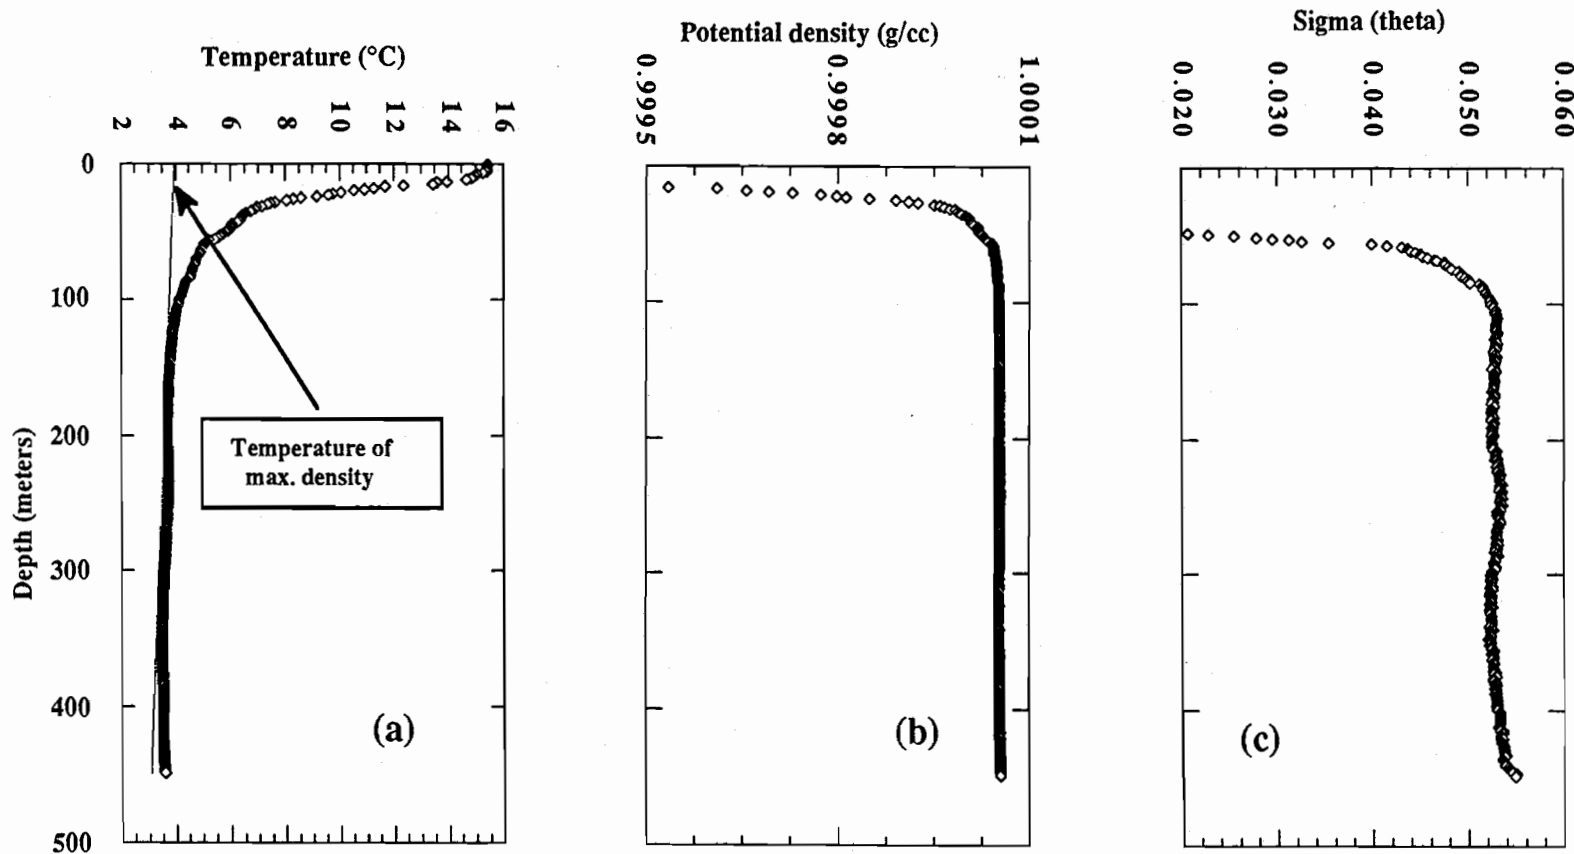 Temperature (°C)
2
4
6
8
10
12
14
16
0
100
200
300
400
500
Depth (meters)
Temperature of
max. density
(a)
Potential density (g/cc)
0.9995
0.9998
1.0001
(b)
Sigma (theta)
0.020
0.030
0.040
0.050
0.060
(c)